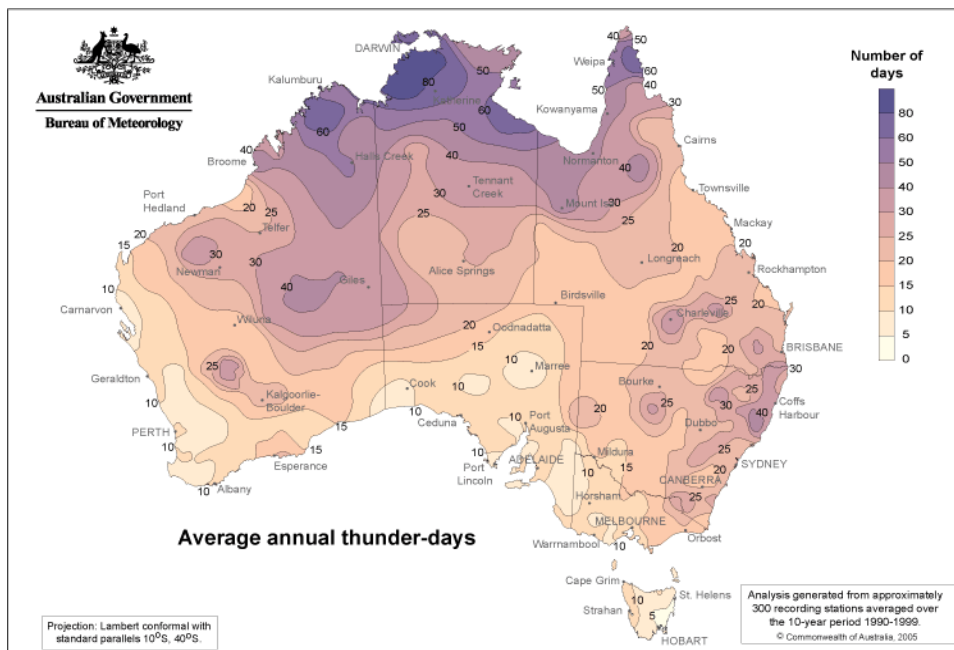 Australian Government
Bureau of Meteorology
Number of
days
80
60
50
40
30
25
20
15
10
5
0
DARWIN
Kalumburu
Katherine
Weipa
Kowanyama
Cairns
Broome
Halls Creek
Normanton
Tennant
Creek
Townsville
Port
Hedland
Mount Isa
Mackay
Telfer
Newman
Longreach
Rockhampton
Giles
Alice Springs
Birdsville
Carnarvon
Wiluna
Charleville
Oodnadatta
BRISBANE
Geraldton
Marree
Bourke
Cook
Coffs
Harbour
Kalgoorlie-
Boulder
Ceduna
Port
Augusta
Dubbo
PERTH
Esperance
Port
Lincoln
ADELAIDE
Mildura
SYDNEY
Albany
CANBERRA
Horsham
MELBOURNE
Orbost
Warrnambool
Average annual thunder-days
Cape Grim
St. Helens
Strahan
HOBART
Projection: Lambert conformal with
standard parallels 10°S, 40°S.
Analysis generated from approximately
300 recording stations averaged over
the 10-year period 1990-1999.
© Commonwealth of Australia, 2005